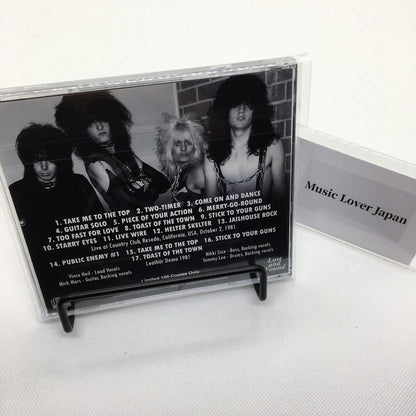 1. TAKE ME TO THE TOP 2. TWO-TIMER 3. COME ON AND DANCE
4. GUITAR SOLO 5. PIECE OF YOUR ACTION 6. MERRY-GO-ROUND
7. TOO FAST FOR LOVE 8. TOAST OF THE TOWN 9. STICK TO YOUR GUNS
10. STARRY EYES 11. LIVE WIRE 12. HELTER SKELTER 13. JAILHOUSE ROCK
Live at Country Club, Reseda, California, USA, October 7, 1981
14. PUBLIC ENEMY #1 15. TAKE ME TO THE TOP 16. STICK TO YOUR GUNS
17. TOAST OF THE TOWN
Leathür Demo 1981
Vince Neil - Lead Vocals
Mick Mars - Guitar, Backing vocals
Nikki Sixx - Bass, Backing vocals
Tommy Lee - Drums, Backing vocals
Limited 100 Copies Only
Lost
and
Found
Music Lover Japan